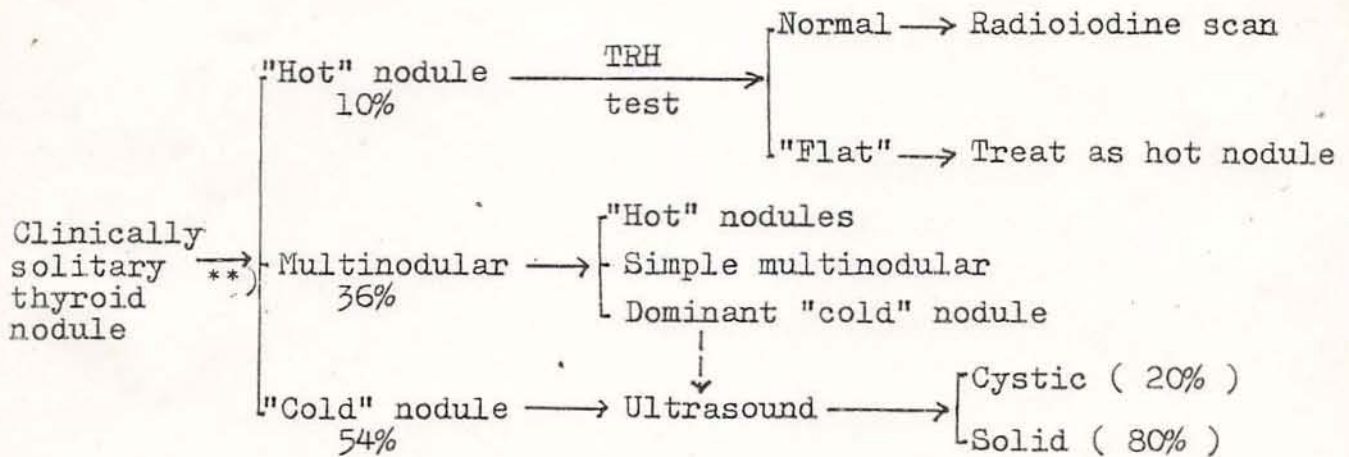 Normal → Radioiodine scan
"Hot" nodule TRH
10% test
"Flat" → Treat as hot nodule
Clinically
solitary
thyroid
nodule
**)
"Hot" nodules
Multinodular → Simple multinodular
36%
Dominant "cold" nodule
"Cold" nodule → Ultrasound → Cystic ( 20% )
54%
Solid ( 80% )